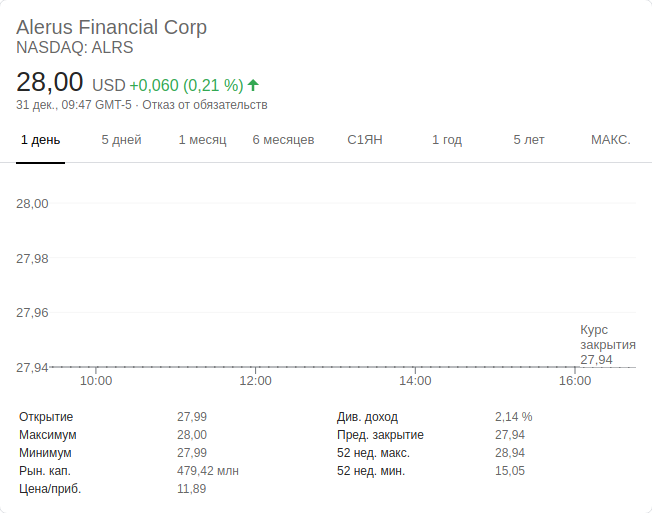 Alerus Financial Corp
NASDAQ: ALRS
28,00 USD +0,060 (0,21 %)
31 дек., 09:47 GMT-5 · Отказ от обязательств
1 день 5 дней 1 месяц 6 месяцев С1ЯН 1 год 5 лет МАКС.
28,00
27,98
27,96
Курс
закрытия
27,94
27,94
10:00 12:00 14:00 16:00
Открытие 27,99 Див. доход 2,14 %
Максимум 28,00 Пред. закрытие 27,94
Минимум 27,99 52 нед. макс. 28,94
Рын. кап. 479,42 млн 52 нед. мин. 15,05
Цена/приб. 11,89